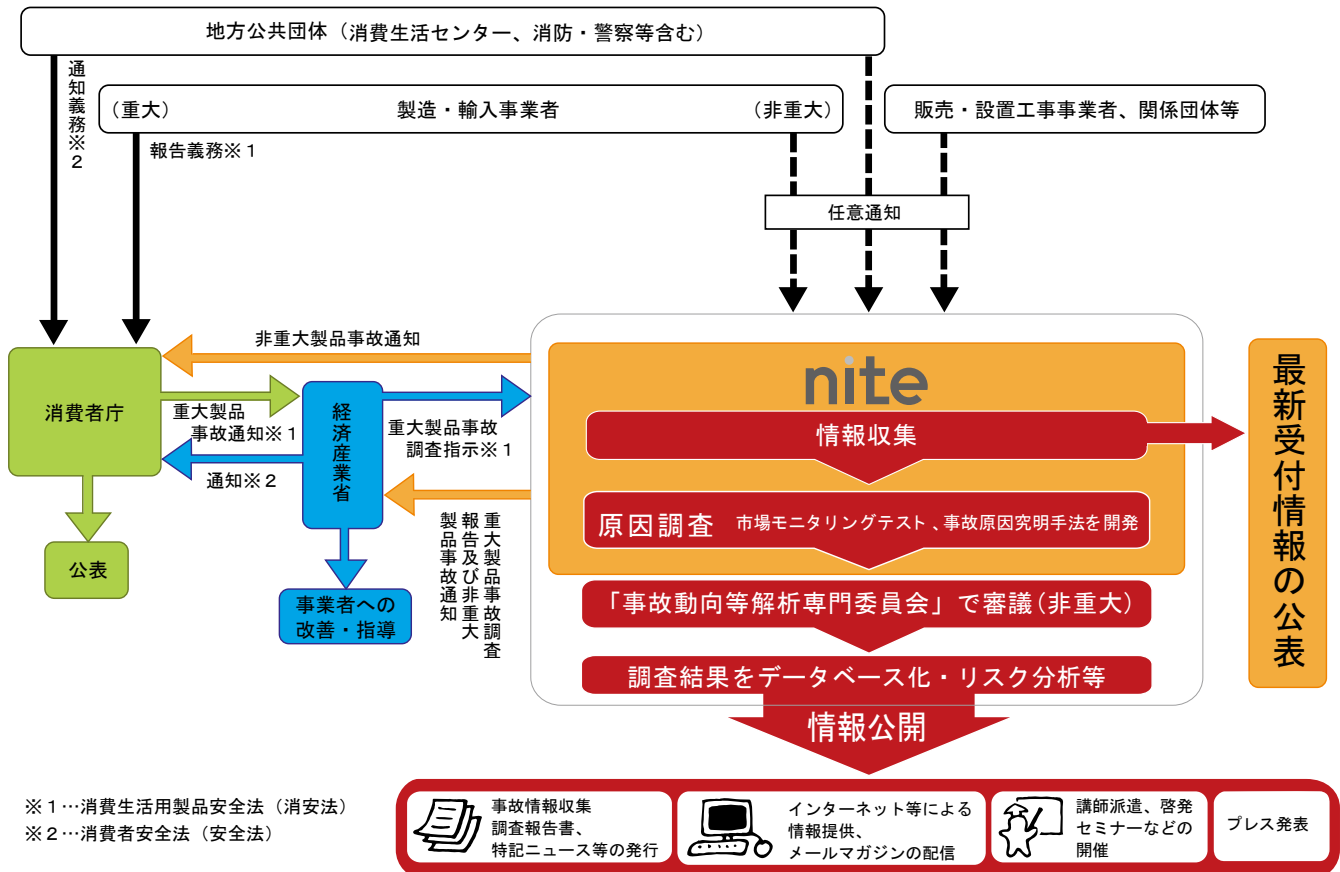 地方公共団体（消費生活センター、消防・警察等含む）
通知義務※２
（重大）
製造・輸入事業者
（非重大）
販売・設置工事事業者、関係団体等
報告義務※１
任意通知
非重大製品事故通知
消費者庁
重大製品
事故通知※１
経済産業省
重大製品事故
調査指示※１
通知※２
重大製品事故調査
報告及び非重大
製品事故通知
公表
事業者への
改善・指導
nite
情報収集
原因調査 市場モニタリングテスト、事故原因究明手法を開発
「事故動向等解析専門委員会」で審議（非重大）
調査結果をデータベース化・リスク分析等
情報公開
最新受付情報の公表
※１…消費生活用製品安全法（消安法）
※２…消費者安全法（安全法）
事故情報収集
調査報告書、
特記ニュース等の発行
インターネット等による
情報提供、
メールマガジンの配信
講師派遣、啓発
セミナーなどの
開催
プレス発表